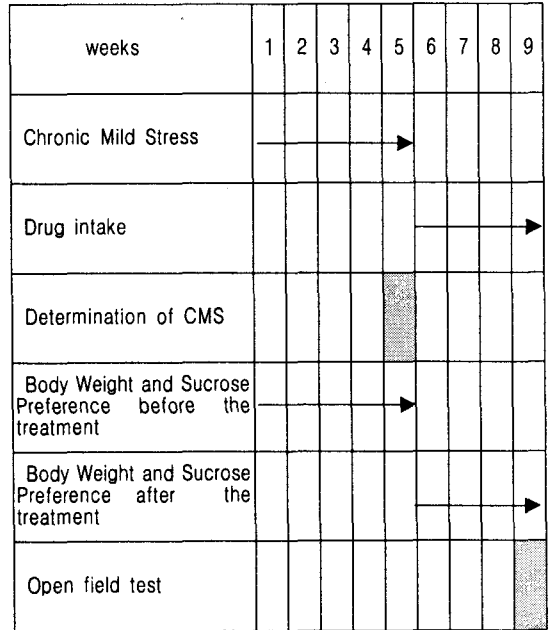 weeks 1 2 3 4 5 6 7 8 9
Chronic Mild Stress
Drug intake
Determination of CMS
Body Weight and Sucrose
Preference before the
treatment
Body Weight and Sucrose
Preference after the
treatment
Open field test